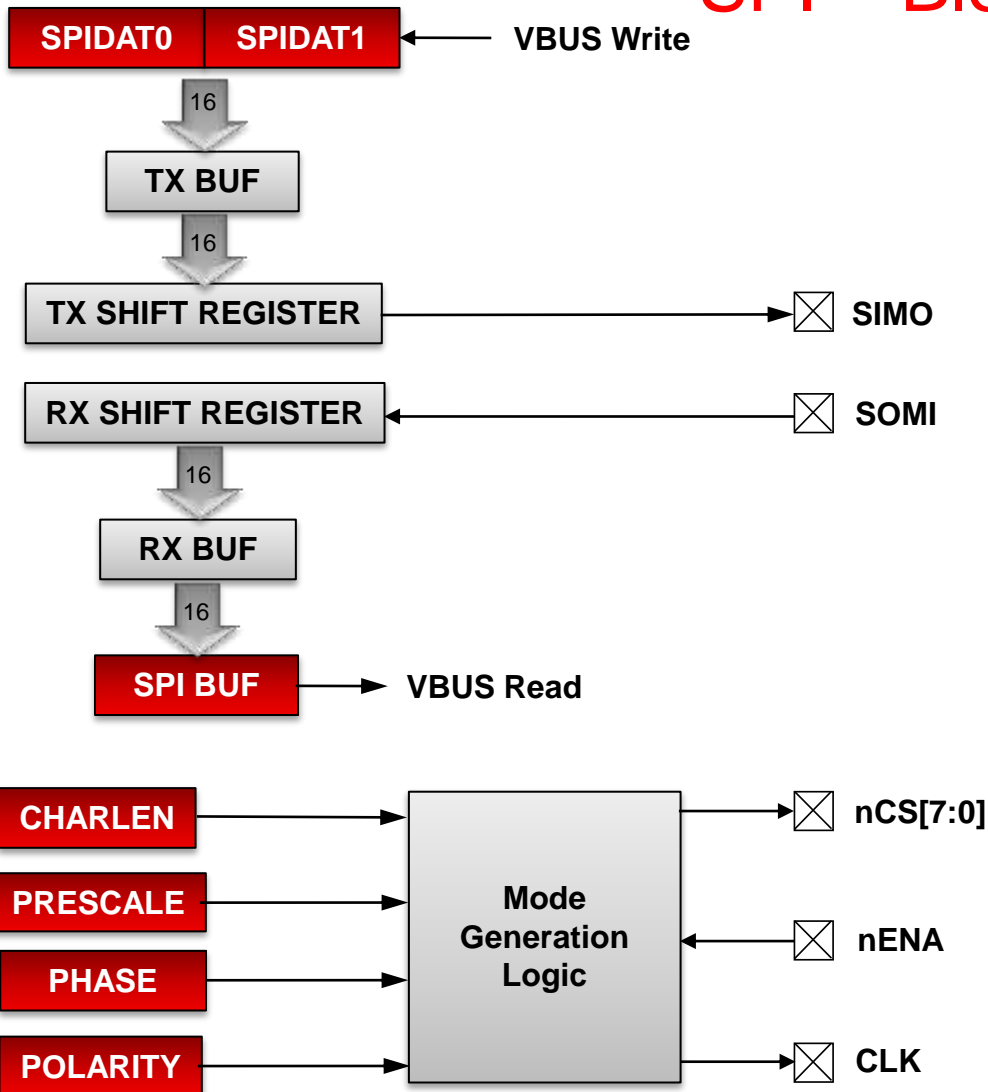 SPIDAT0 SPIDAT1 VBUS Write
16
TX BUF
16
TX SHIFT REGISTER SIMO
RX SHIFT REGISTER SOMI
16
RX BUF
16
SPI BUF VBUS Read
CHARLEN nCS[7:0]
PRESCALE
Mode
Generation
Logic
nENA
PHASE
POLARITY CLK